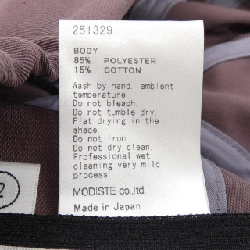 251329
BODY
85% POLYESTER
15% COTTON
Wash by hand. ambient
temperature
Do not bleach.
Do not tumble dry.
Flat drying in the
shade.
Do not iron
Do not dry clean.
Professional wet
cleaning very mild
process
MODISTE co.,ltd.
Made in Japan
2